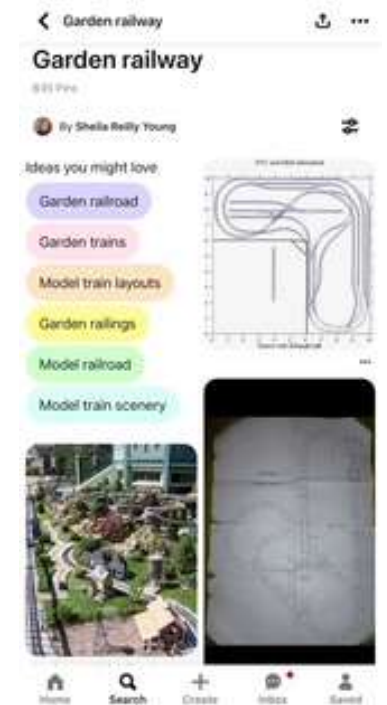 Garden railway
Garden railway
Pins
By Sheila Reilly Young
Ideas you might love
Garden railroad
Garden trains
Model train layouts
Garden railings
Model railroad
Model train scenery
Home
Search
Create
Inbox
Saved